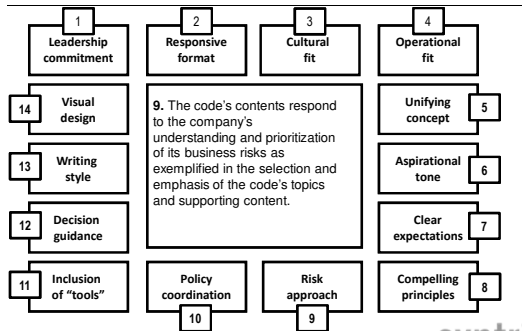 1 2 3 4
Leadership Responsive Cultural Operational
commitment format fit fit
14 Visual
design
9. The code's contents respond
to the company's
understanding and prioritization
of its business risks as
exemplified in the selection and
emphasis of the code's topics
and supporting content.
Unifying
concept 5
13 Writing
style
Aspirational
tone 6
12 Decision
guidance
Clear
expectations 7
11 Inclusion
of "tools"
Policy
coordination
10
Risk
approach
9
Compelling
principles 8